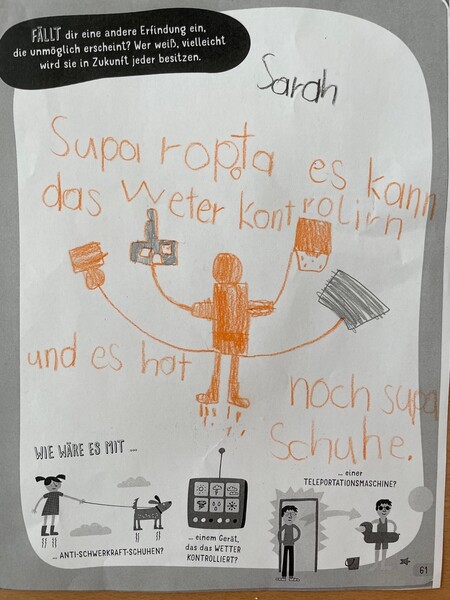 FÄLLT dir eine andere Erfindung ein,
die unmöglich erscheint? Wer weiß, vielleicht
wird sie in Zukunft jeder besitzen.
Sarah
Supa ropota es kann
das Weter kontrolirn
und es hat
noch supa
Schuhe.
WIE WÄRE ES MIT ...
... ANTI-SCHWERKRAFT-SCHUHEN?
... einem Gerät,
das das WETTER
KONTROLLIERT?
... einer
TELEPORTATIONSMASCHINE?
61